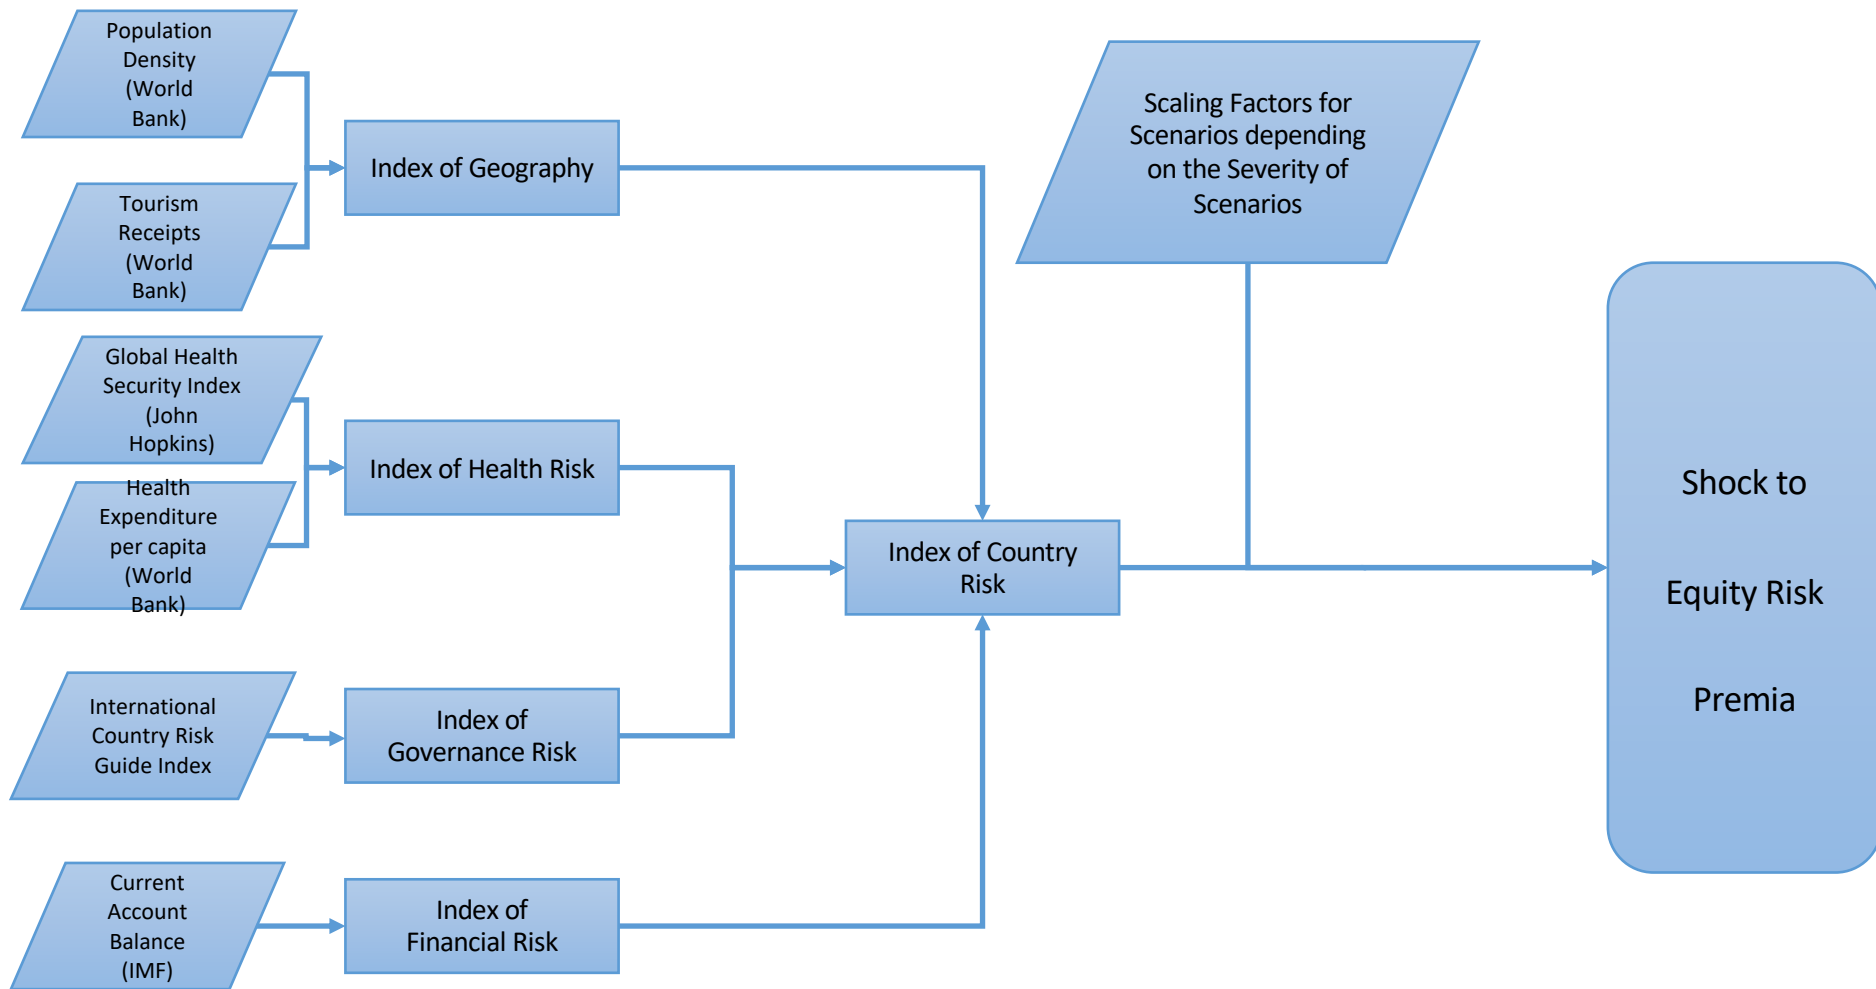 Population
Density
(World
Bank)
Tourism
Receipts
(World
Bank)
Index of Geography
Scaling Factors for
Scenarios depending
on the Severity of
Scenarios
Global Health
Security Index
(John
Hopkins)
Health
Expenditure
per capita
(World
Bank)
Index of Health Risk
International
Country Risk
Guide Index
Index of
Governance Risk
Current
Account
Balance
(IMF)
Index of
Financial Risk
Index of Country
Risk
Shock to
Equity Risk
Premia